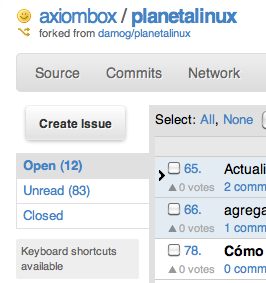 axiombox / planetalinux
forked from damog/planetalinux
Source Commits Network
Create Issue
Select: All, None
Open (12)
Unread (83)
Closed
Keyboard shortcuts
available
65. Actuali
0 votes 2 comm
66. agrega
0 votes 1 comm
78. Cómo
0 votes 0 comm